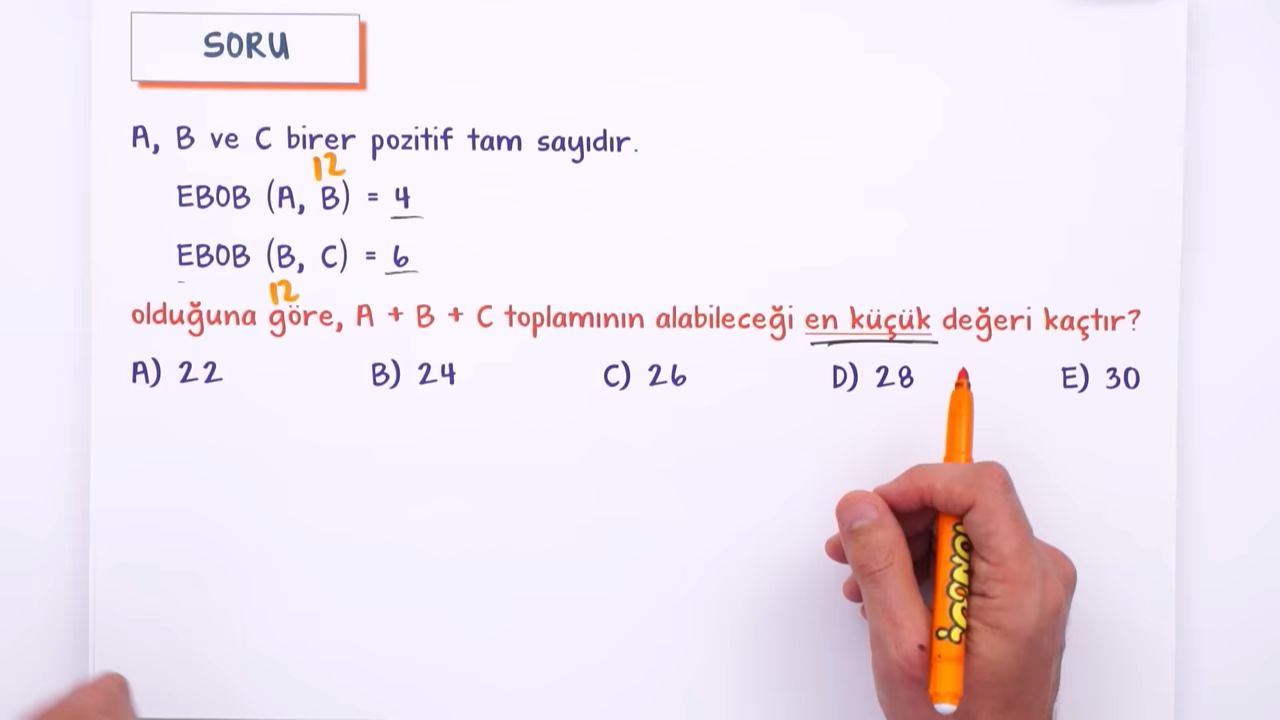 SORU
A, B ve C birer pozitif tam sayıdır.
12
EBOB (A, B) = 4
EBOB (B, C) = 6
12
olduğuna göre, A + B + C toplamının alabileceği en küçük değeri kaçtır?
A) 22 B) 24 C) 26 D) 28 E) 30